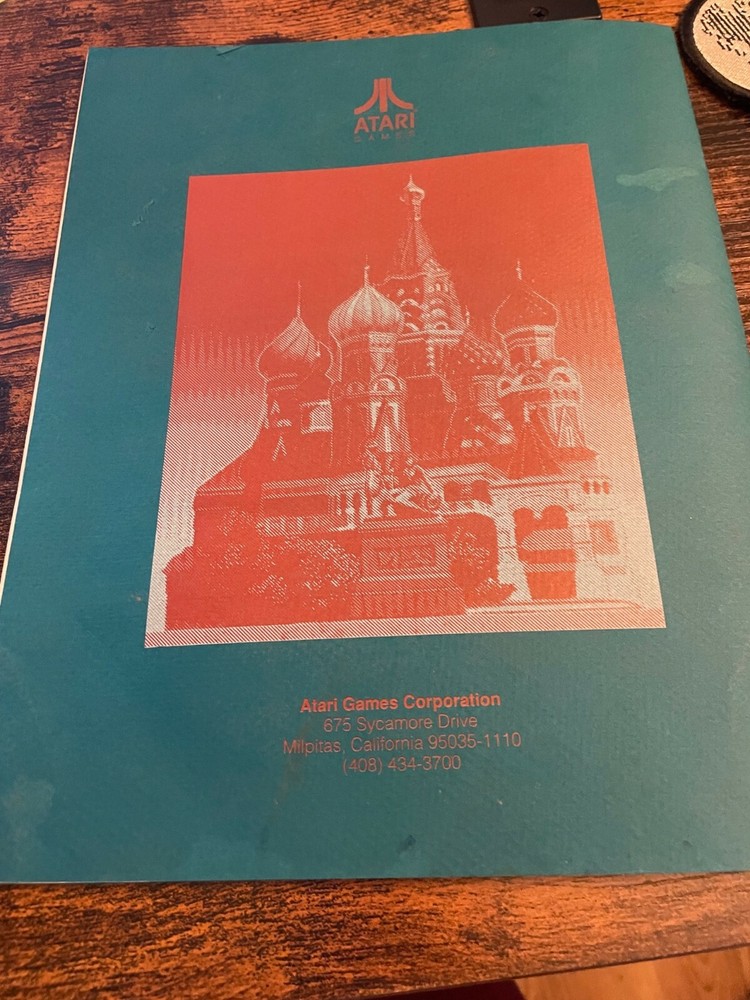 ATARI
GAMES
Atari Games Corporation
675 Sycamore Drive
Milpitas, California 95035-1110
(408) 434-3700